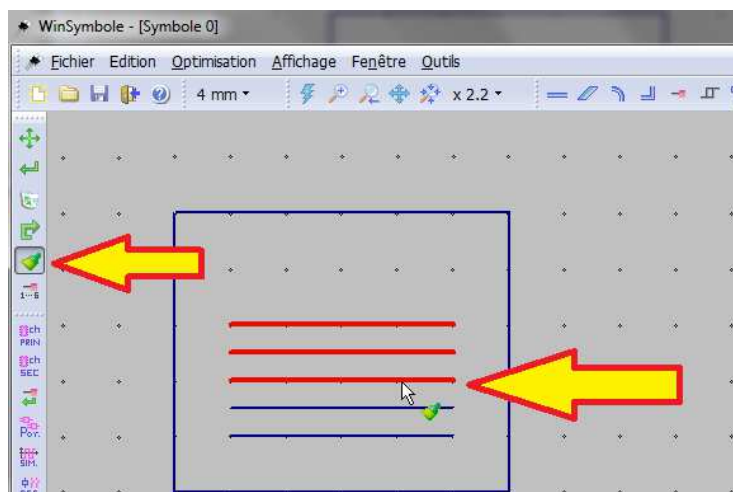 WinSymbole - [Symbole 0]
Fichier Edition Optimisation Affichage Fenêtre Outils
4 mm x 2.2
1---6
ch
PRIN
ch
SEC
Por.
SIM.